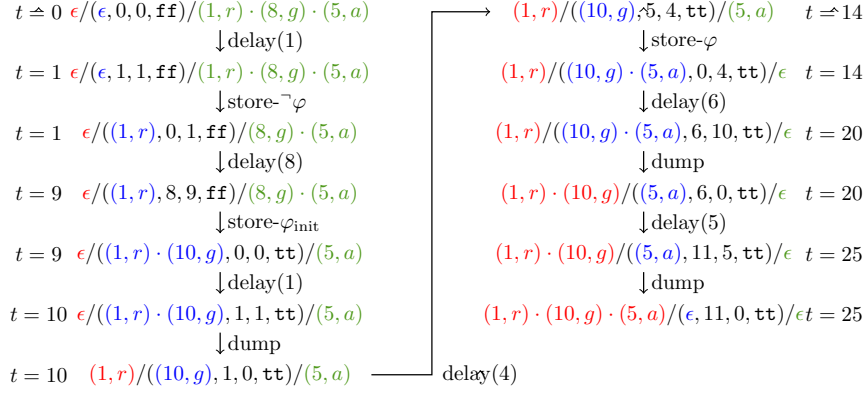 t = 0 ϵ/(ϵ, 0, 0, ff)/(1, r) · (8, g) · (5, a)
↓delay(1)
t = 1 ϵ/(ϵ, 1, 1, ff)/(1, r) · (8, g) · (5, a)
↓store-¬φ
t = 1 ϵ/((1, r), 0, 1, ff)/(8, g) · (5, a)
↓delay(8)
t = 9 ϵ/((1, r), 8, 9, ff)/(8, g) · (5, a)
↓store-φinit
t = 9 ϵ/((1, r) · (10, g), 0, 0, tt)/(5, a)
↓delay(1)
t = 10 ϵ/((1, r) · (10, g), 1, 1, tt)/(5, a)
↓dump
t = 10 (1, r)/((10, g), 1, 0, tt)/(5, a)
delay(4)
(1, r)/((10, g), 5, 4, tt)/(5, a) t = 14
↓store-φ
(1, r)/((10, g) · (5, a), 0, 4, tt)/ϵ t = 14
↓delay(6)
(1, r)/((10, g) · (5, a), 6, 10, tt)/ϵ t = 20
↓dump
(1, r) · (10, g)/((5, a), 6, 0, tt)/ϵ t = 20
↓delay(5)
(1, r) · (10, g)/((5, a), 11, 5, tt)/ϵ t = 25
↓dump
(1, r) · (10, g) · (5, a)/(ϵ, 11, 0, tt)/ϵ t = 25